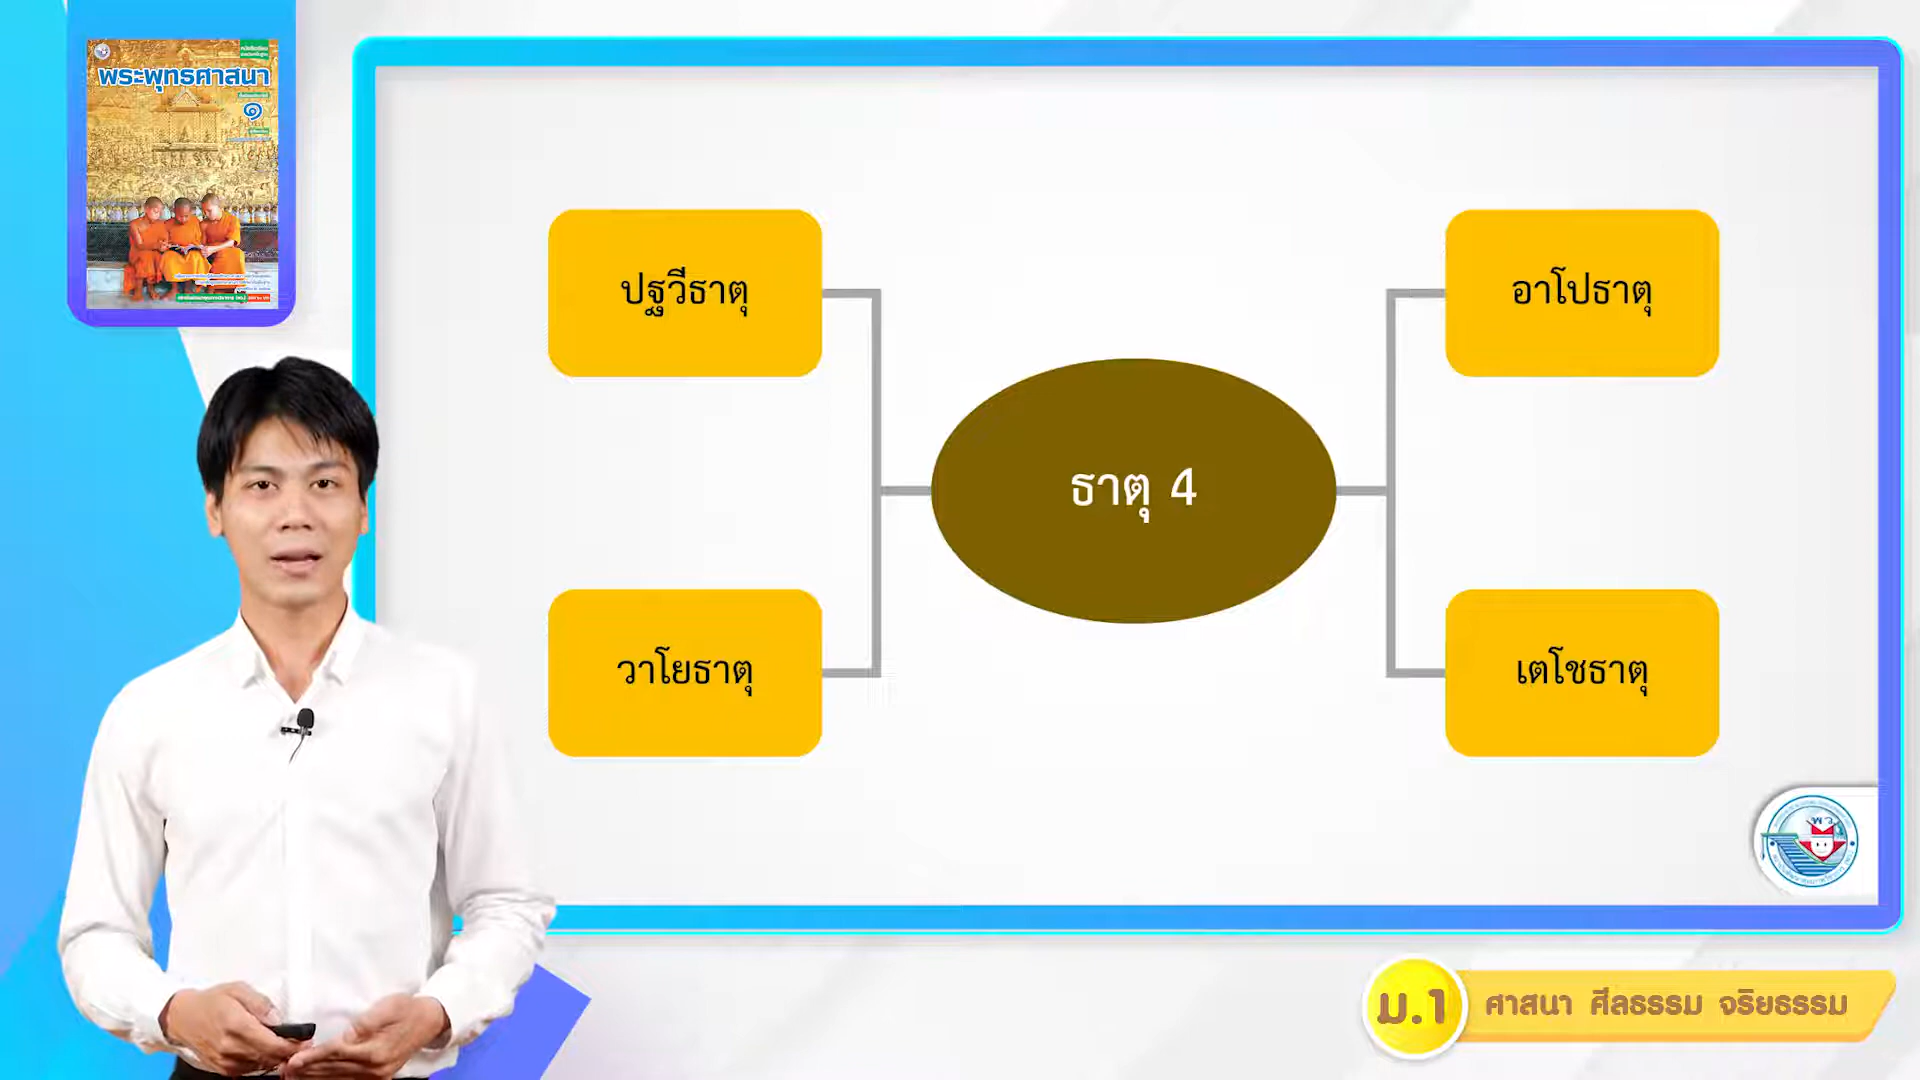 พระพุทธศาสนา
๑
ปฐวีธาตุ
อาโปธาตุ
ธาตุ 4
วาโยธาตุ
เตโชธาตุ
พว
ม.1
ศาสนา ศีลธรรม จริยธรรม